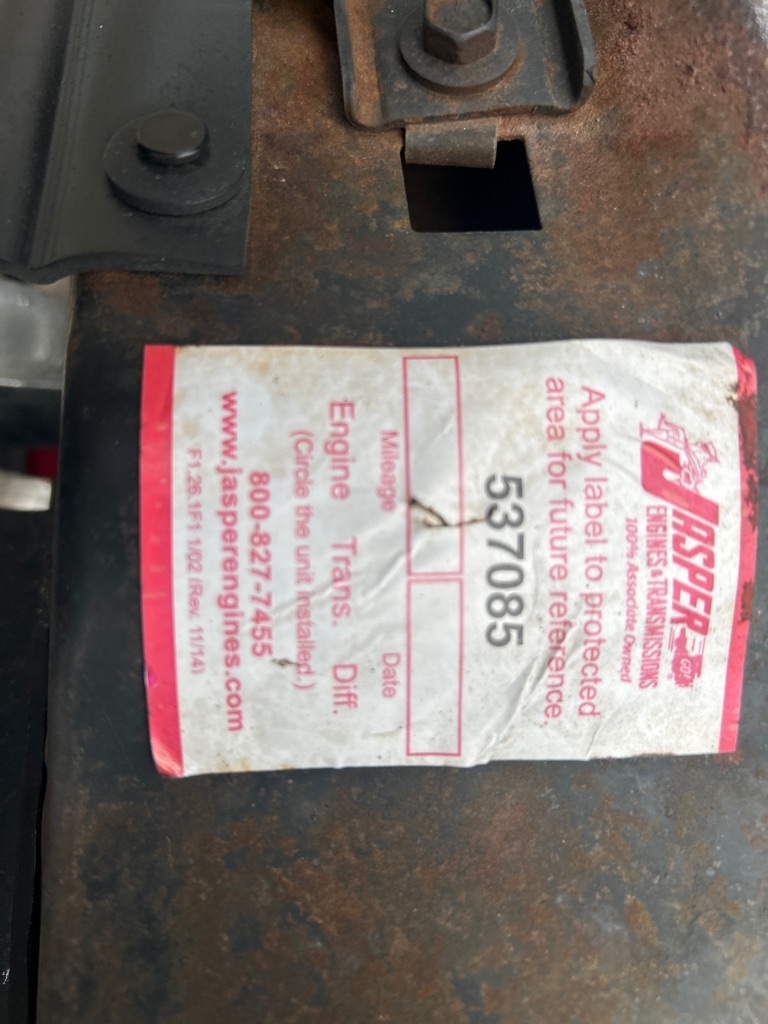 JASPER
ENGINES & TRANSMISSIONS
100% Associate Owned
Apply label to protected
area for future reference.
537085
Mileage Date
Engine Trans. Diff.
(Circle the unit installed.)
800-827-7455
www.jasperengines.com
F1.26.1F1 1/02 (Rev. 11/14)